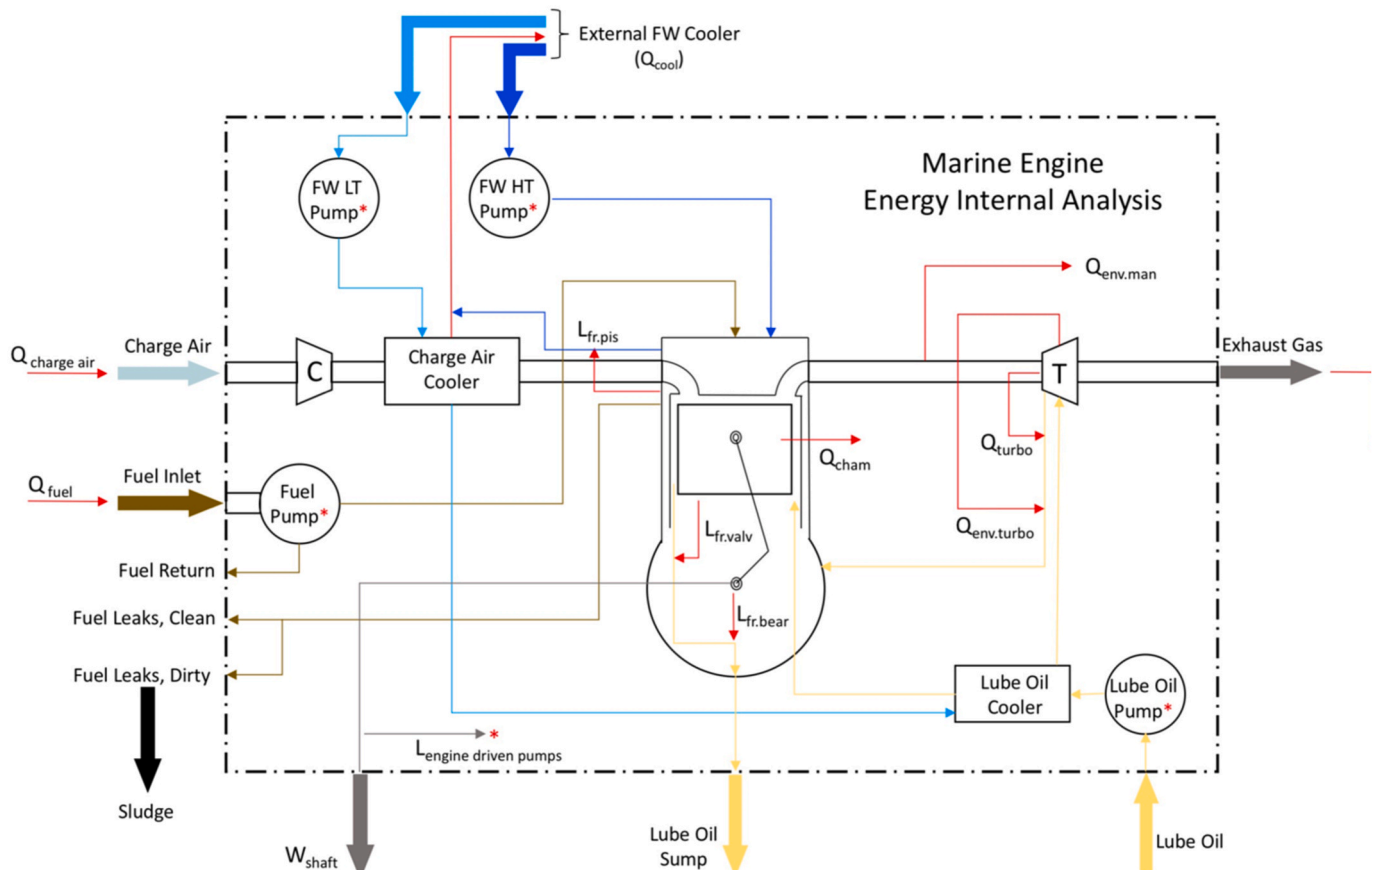 External FW Cooler
(Qcool)
Marine Engine
Energy Internal Analysis
FW LT
Pump*
FW HT
Pump*
Qenv.man
Lfr.pis
Charge Air
Q charge air
C
Charge Air
Cooler
T
Exhaust Gas
Qturbo
Qcham
Fuel Inlet
Q fuel
Fuel
Pump*
Lfr.valv
Qenv.turbo
Fuel Return
Fuel Leaks, Clean
Lfr.bear
Fuel Leaks, Dirty
Lube Oil
Cooler
Lube Oil
Pump*
*
Lengine driven pumps
Sludge
Wshaft
Lube Oil
Sump
Lube Oil